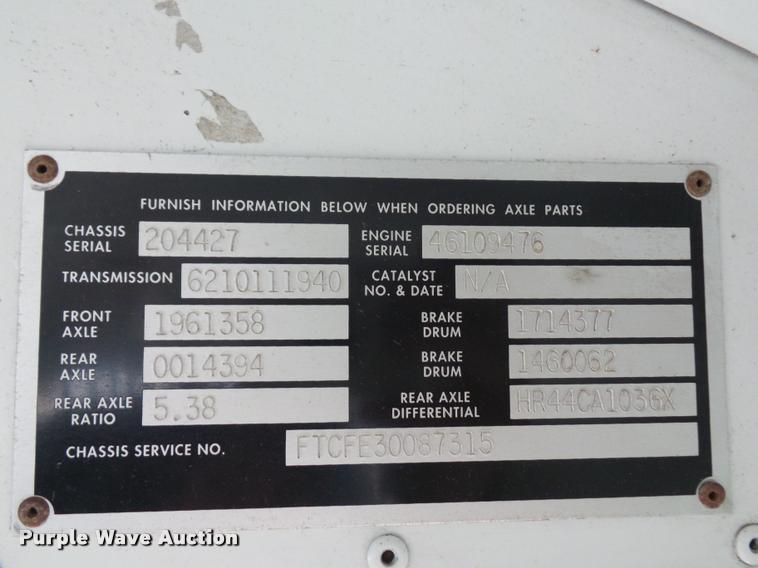 FURNISH INFORMATION BELOW WHEN ORDERING AXLE PARTS
CHASSIS SERIAL 204427 ENGINE SERIAL 46109476
TRANSMISSION 6210111940 CATALYST NO. & DATE N/A
FRONT AXLE 1961358 BRAKE DRUM 1714377
REAR AXLE 0014394 BRAKE DRUM 1460062
REAR AXLE RATIO 5.38 REAR AXLE DIFFERENTIAL HR44CA103GX
CHASSIS SERVICE NO. FTCFE30087315
Purple Wave Auction